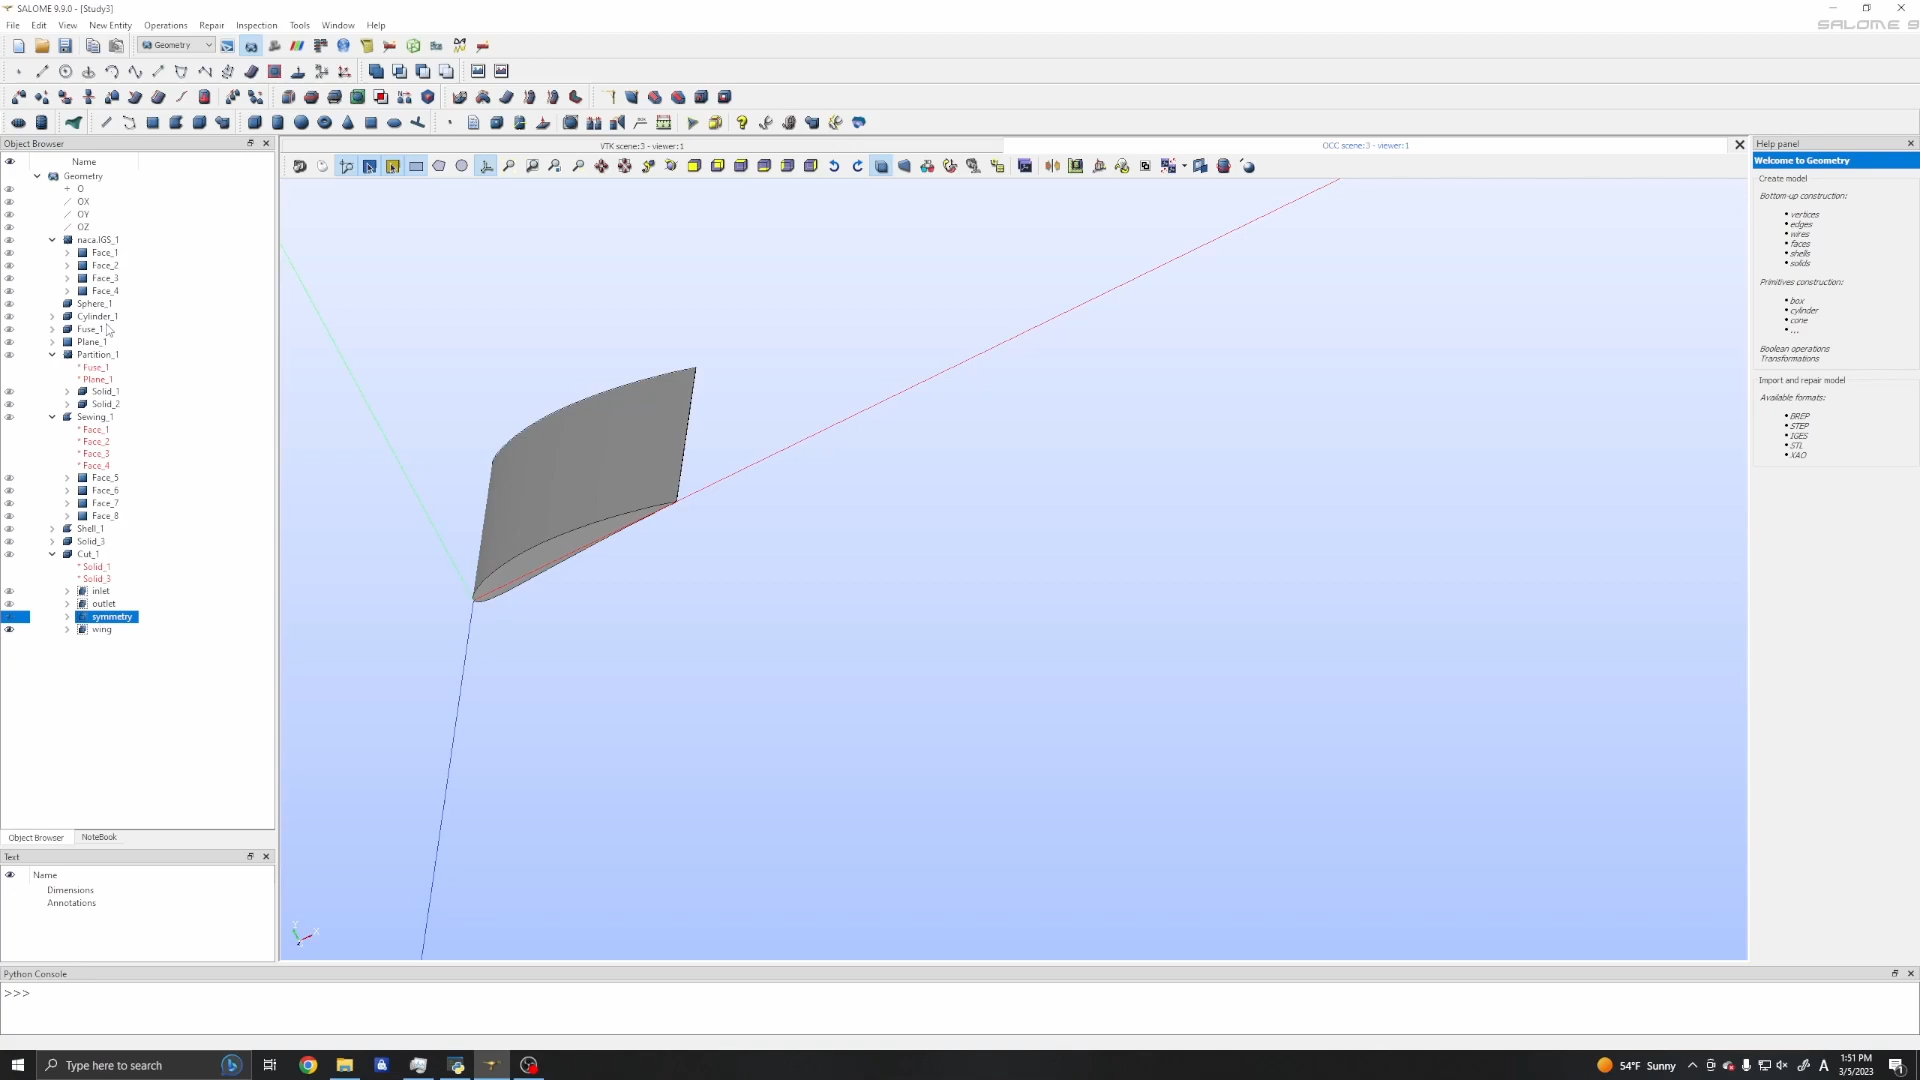 SALOME 9.9.0 - [Study3]
File Edit View New Entity Operations Repair Inspection Tools Window Help
SALOME 9
Geometry
Object Browser
Name
Geometry
O
OX
OY
OZ
naca.IGS_1
Face_1
Face_2
Face_3
Face_4
Sphere_1
Cylinder_1
Fuse_1
Plane_1
Partition_1
* Fuse_1
* Plane_1
Solid_1
Solid_2
Sewing_1
* Face_1
* Face_2
* Face_3
* Face_4
Face_5
Face_6
Face_7
Face_8
Shell_1
Solid_3
Cut_1
* Solid_1
* Solid_3
inlet
outlet
symmetry
wing
Object Browser NoteBook
Text
Name
Dimensions
Annotations
VTK scene:3 - viewer:1
OCC scene:3 - viewer:1
Help panel
Welcome to Geometry
Create model
Bottom-up construction:
• vertices
• edges
• wires
• faces
• shells
• solids
Primitives construction:
• box
• cylinder
• cone
• ...
Boolean operations
Transformations
Import and repair model
Available formats:
• BREP
• STEP
• IGES
• STL
• XAO
Python Console
>>>
Type here to search
54°F Sunny
A
1:51 PM
3/5/2023